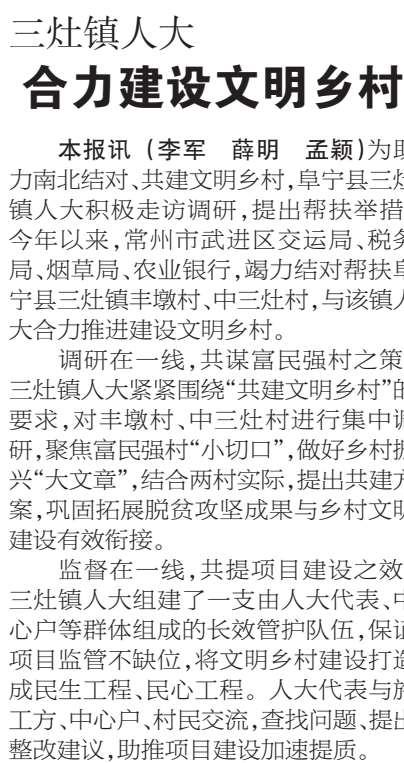 三灶镇人大
合力建设文明乡村
本报讯（李军 薛明 孟颖）为助
力南北结对、共建文明乡村，阜宁县三灶
镇人大积极走访调研，提出帮扶举措
今年以来，常州市武进区交运局、税务
局、烟草局、农业银行，竭力结对帮扶阜
宁县三灶镇丰墩村、中三灶村，与该镇人
大合力推进建设文明乡村。
调研在一线，共谋富民强村之策
三灶镇人大紧紧围绕“共建文明乡村”的
要求，对丰墩村、中三灶村进行集中调
研，聚焦富民强村“小切口”，做好乡村振
兴“大文章”，结合两村实际，提出共建方
案，巩固拓展脱贫攻坚成果与乡村文明
建设有效衔接。
监督在一线，共提项目建设之效
三灶镇人大组建了一支由人大代表、中
心户等群体组成的长效管护队伍，保证
项目监管不缺位，将文明乡村建设打造
成民生工程、民心工程。人大代表与施
工方、中心户、村民交流，查找问题、提出
整改建议，助推项目建设加速提质。